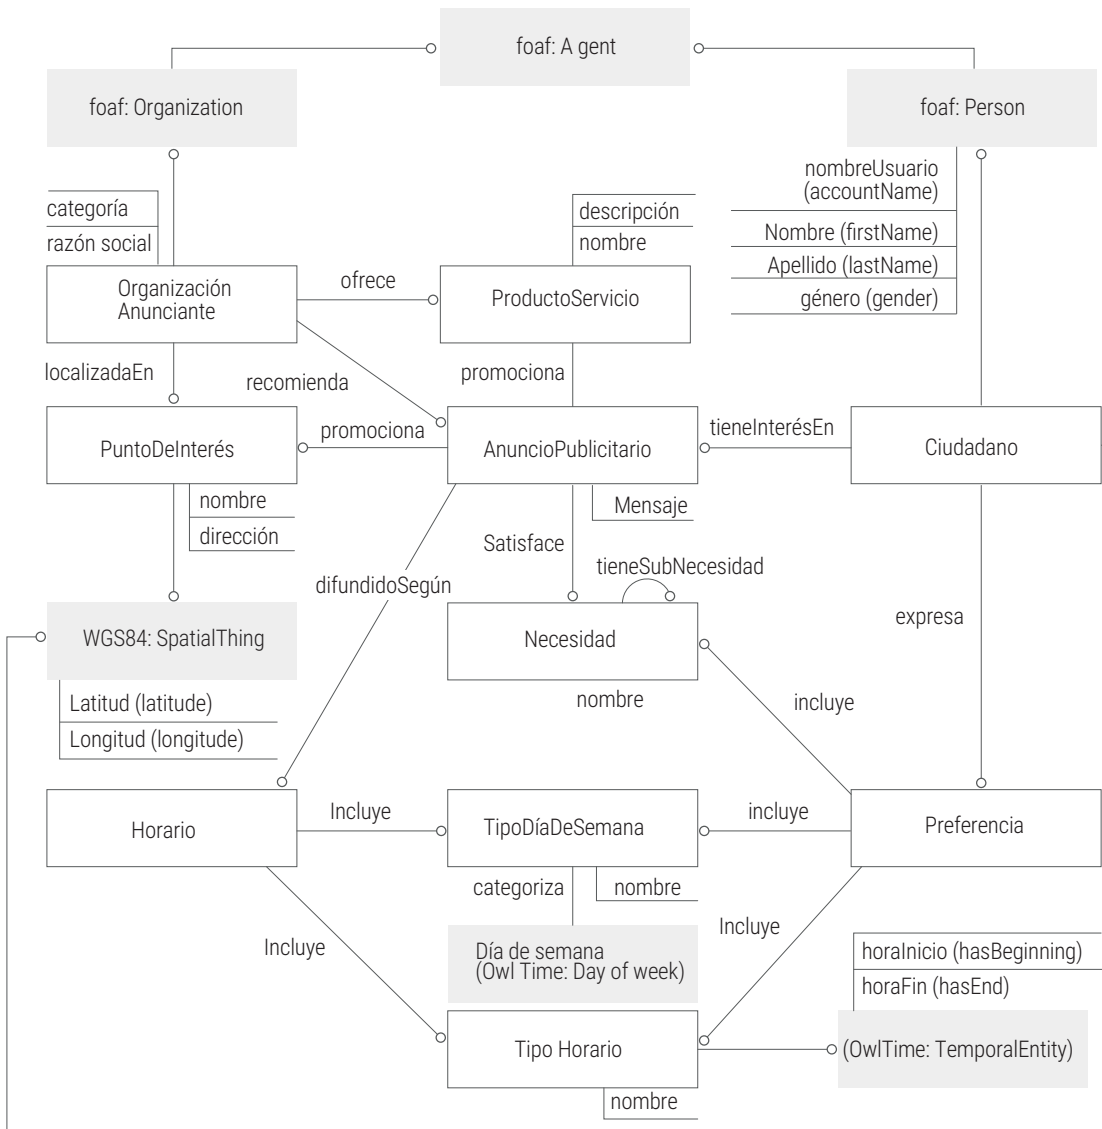 foaf: A gent
foaf: Organization
foaf: Person
categoría
razón social
descripción
nombre
nombreUsuario
(accountName)
Nombre (firstName)
Apellido (lastName)
género (gender)
Organización
Anunciante
ofrece
ProductoServicio
localizadaEn
recomienda
promociona
PuntoDeInterés
promociona
AnuncioPublicitario
tieneInterésEn
Ciudadano
nombre
dirección
Mensaje
Satisface
tieneSubNecesidad
difundidoSegún
WGS84: SpatialThing
Necesidad
expresa
Latitud (latitude)
Longitud (longitude)
nombre
incluye
Horario
Incluye
TipoDíaDeSemana
incluye
Preferencia
categoriza
nombre
Incluye
Día de semana
(Owl Time: Day of week)
Incluye
horaInicio (hasBeginning)
horaFin (hasEnd)
Tipo Horario
(OwlTime: TemporalEntity)
nombre